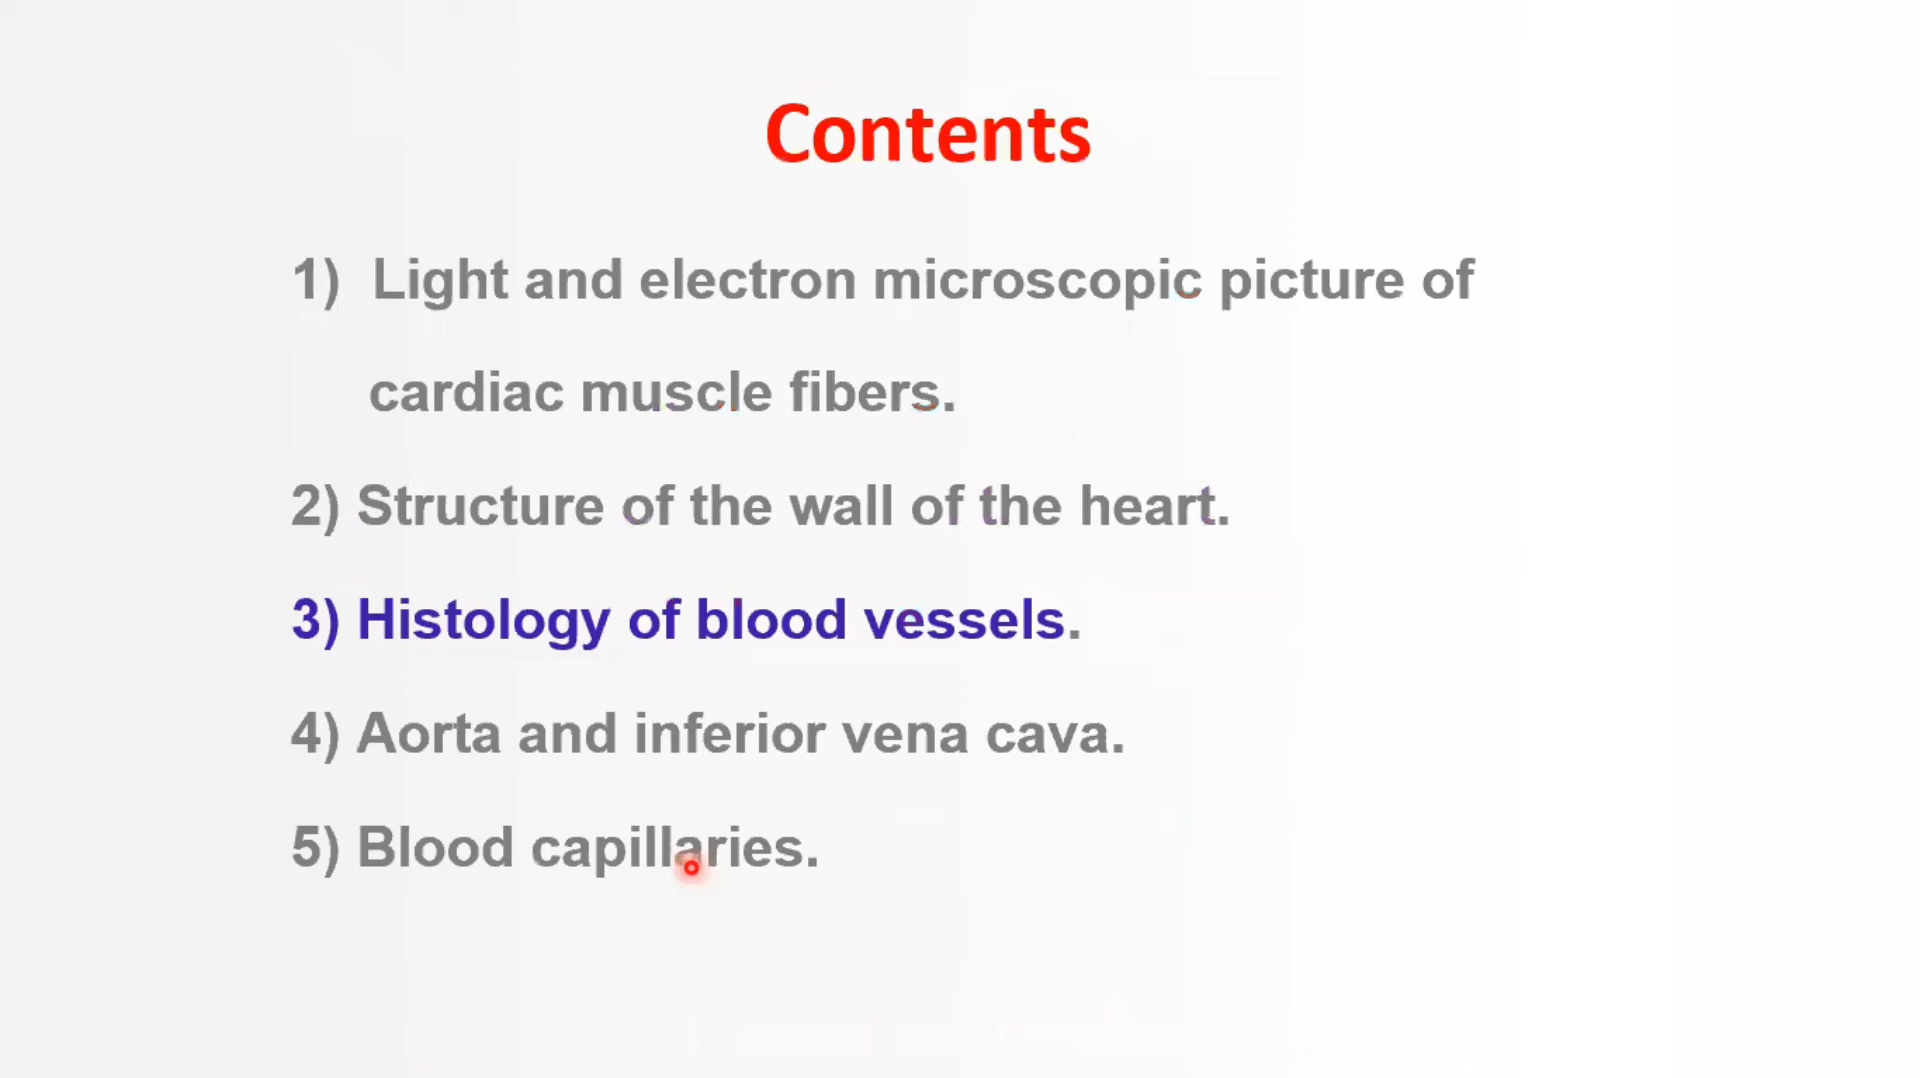 Contents
1) Light and electron microscopic picture of
cardiac muscle fibers.
2) Structure of the wall of the heart.
3) Histology of blood vessels.
4) Aorta and inferior vena cava.
5) Blood capillaries.